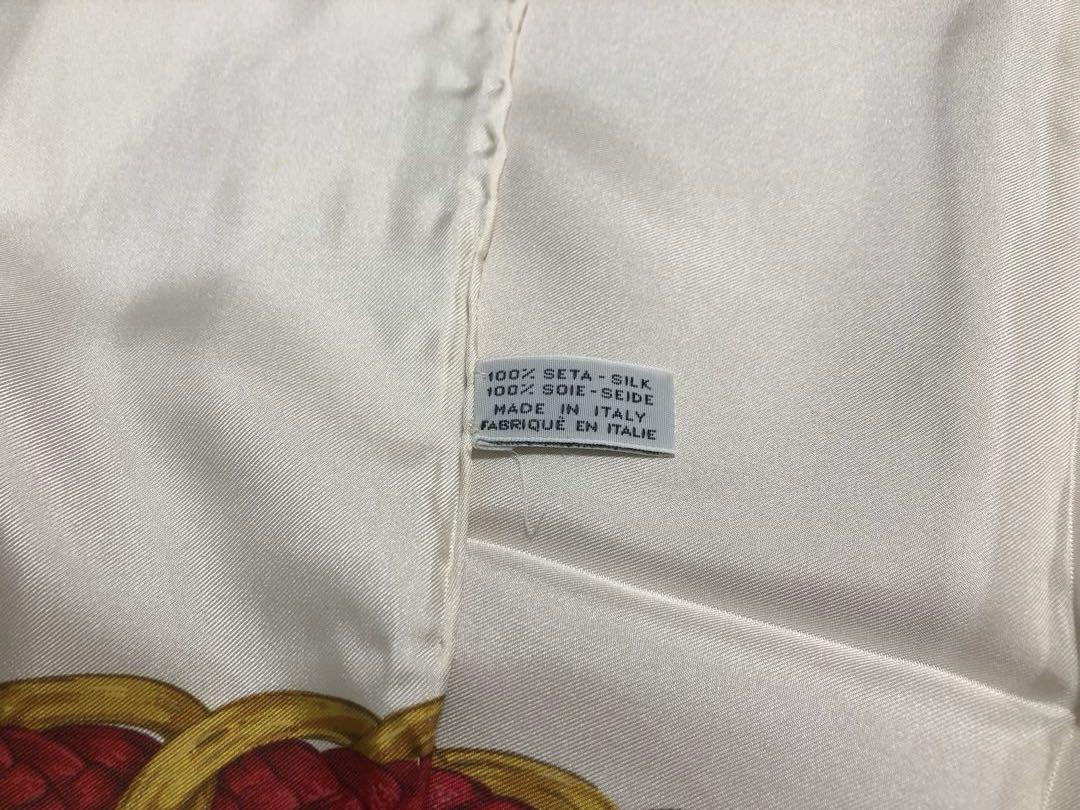 100% SETA - SILK
100% SOIE - SEIDE
MADE IN ITALY
FABRIQUÉ EN ITALIE